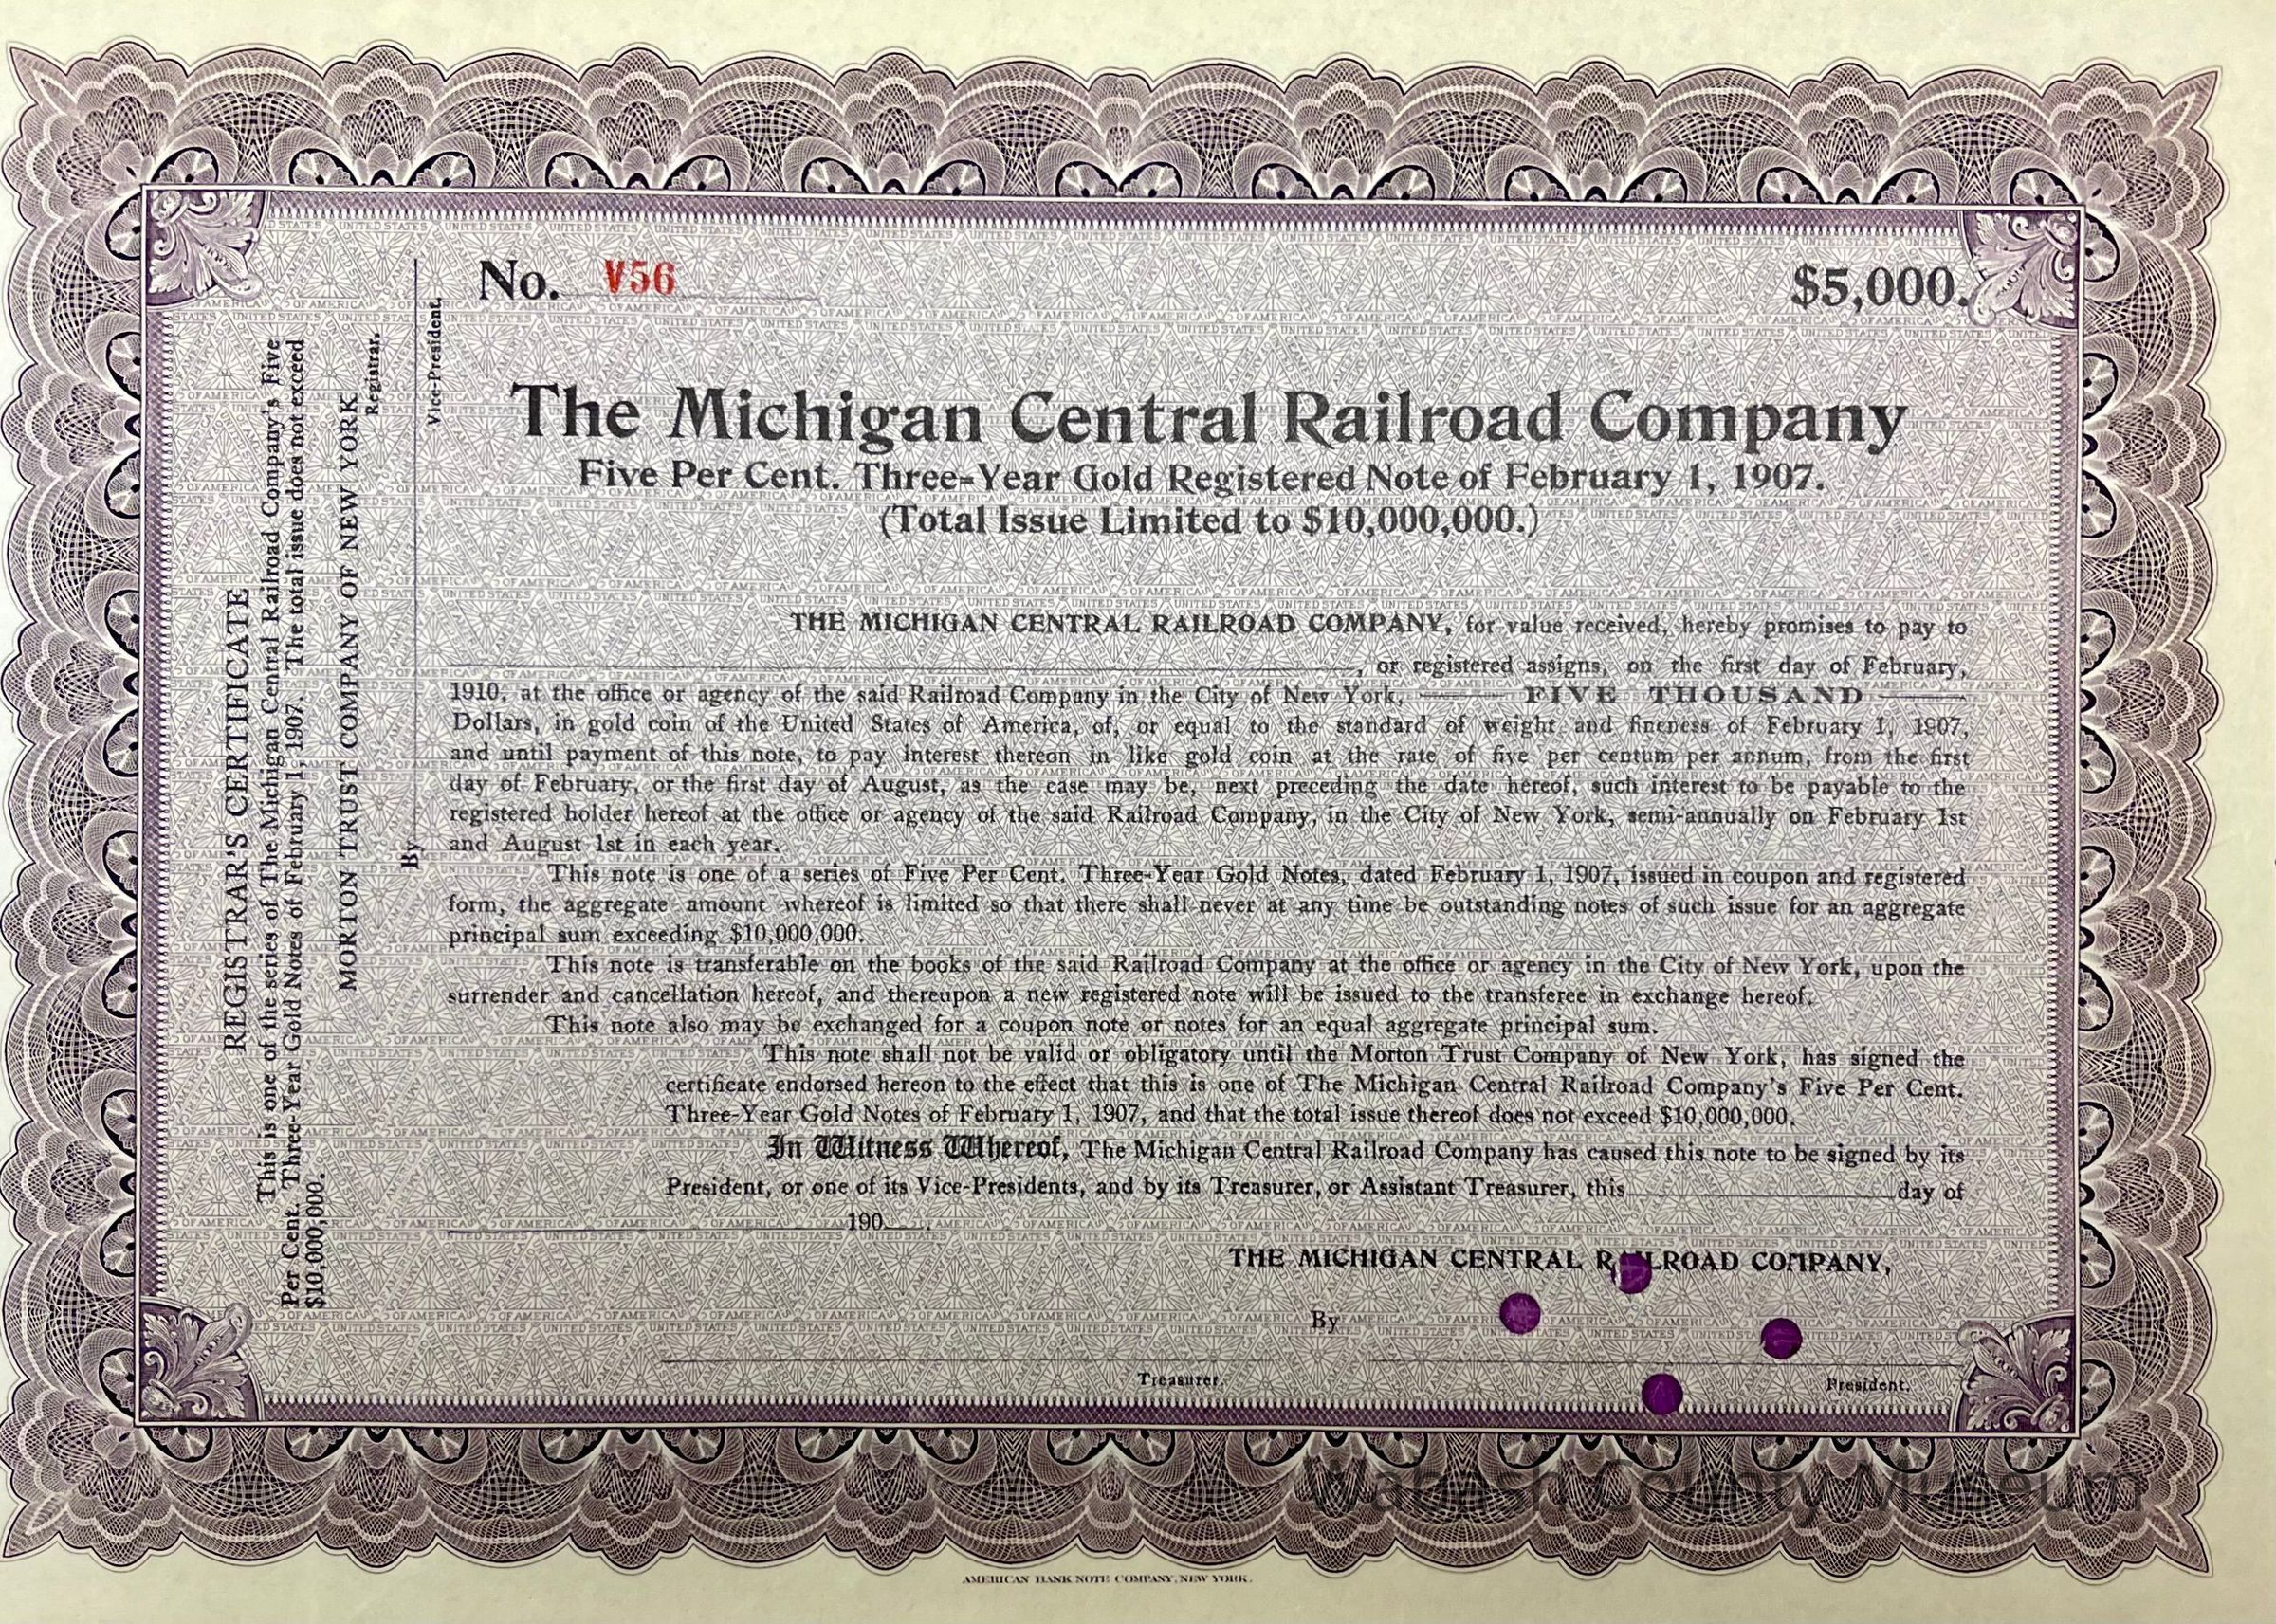 No. V56
$5,000.
The Michigan Central Railroad Company
Five Per Cent. Three-Year Gold Registered Note of February 1, 1907.
(Total Issue Limited to $10,000,000.)
THE MICHIGAN CENTRAL RAILROAD COMPANY, for value received, hereby promises to pay to
, or registered assigns, on the first day of February,
1910, at the office or agency of the said Railroad Company in the City of New York, FIVE THOUSAND
Dollars, in gold coin of the United States of America, of, or equal to the standard of weight and fineness of February 1, 1907,
and until payment of this note, to pay interest thereon in like gold coin at the rate of five per centum per annum, from the first
day of February, or the first day of August, as the case may be, next preceding the date hereof, such interest to be payable to the
registered holder hereof at the office or agency of the said Railroad Company, in the City of New York, semi-annually on February 1st
and August 1st in each year.
This note is one of a series of Five Per Cent. Three-Year Gold Notes, dated February 1, 1907, issued in coupon and registered
form, the aggregate amount whereof is limited so that there shall never at any time be outstanding notes of such issue for an aggregate
principal sum exceeding $10,000,000.
This note is transferable on the books of the said Railroad Company at the office or agency in the City of New York, upon the
surrender and cancellation hereof, and thereupon a new registered note will be issued to the transferee in exchange hereof.
This note also may be exchanged for a coupon note or notes for an equal aggregate principal sum.
This note shall not be valid or obligatory until the Morton Trust Company of New York, has signed the
certificate endorsed hereon to the effect that this is one of The Michigan Central Railroad Company's Five Per Cent.
Three-Year Gold Notes of February 1, 1907, and that the total issue thereof does not exceed $10,000,000.
In Witness Whereof, The Michigan Central Railroad Company has caused this note to be signed by its
President, or one of its Vice-Presidents, and by its Treasurer, or Assistant Treasurer, this day of
190 .
THE MICHIGAN CENTRAL RAILROAD COMPANY,
By
Treasurer.
President.
REGISTRAR'S CERTIFICATE
This is one of the series of The Michigan Central Railroad Company's Five
Per Cent. Three-Year Gold Notes of February 1, 1907. The total issue does not exceed
$10,000,000.
MORTON TRUST COMPANY OF NEW YORK
Registrar.
By
Vice-President.
AMERICAN BANK NOTE COMPANY, NEW YORK.
Wabash County Museum